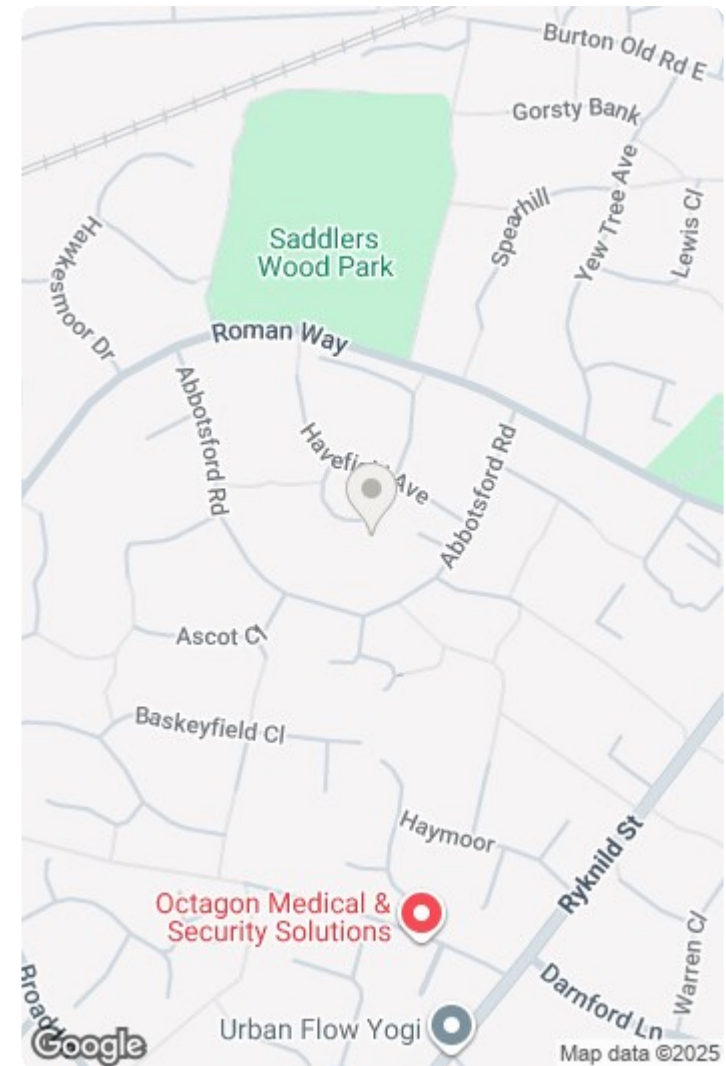 Burton Old Rd E
Gorsty Bank
Yew Tree Ave
Lewis Cl
Spearhill
Saddlers
Wood Park
Hawkesmoor Dr
Roman Way
Abbotsford Rd
Ave
Abbotsford Rd
Ascot C
Baskeyfield Cl
Haymoor
Ryknild St
Octagon Medical &
Security Solutions
Warren Cl
Darnford Ln
Urban Flow Yogi
Google
Map data ©2025